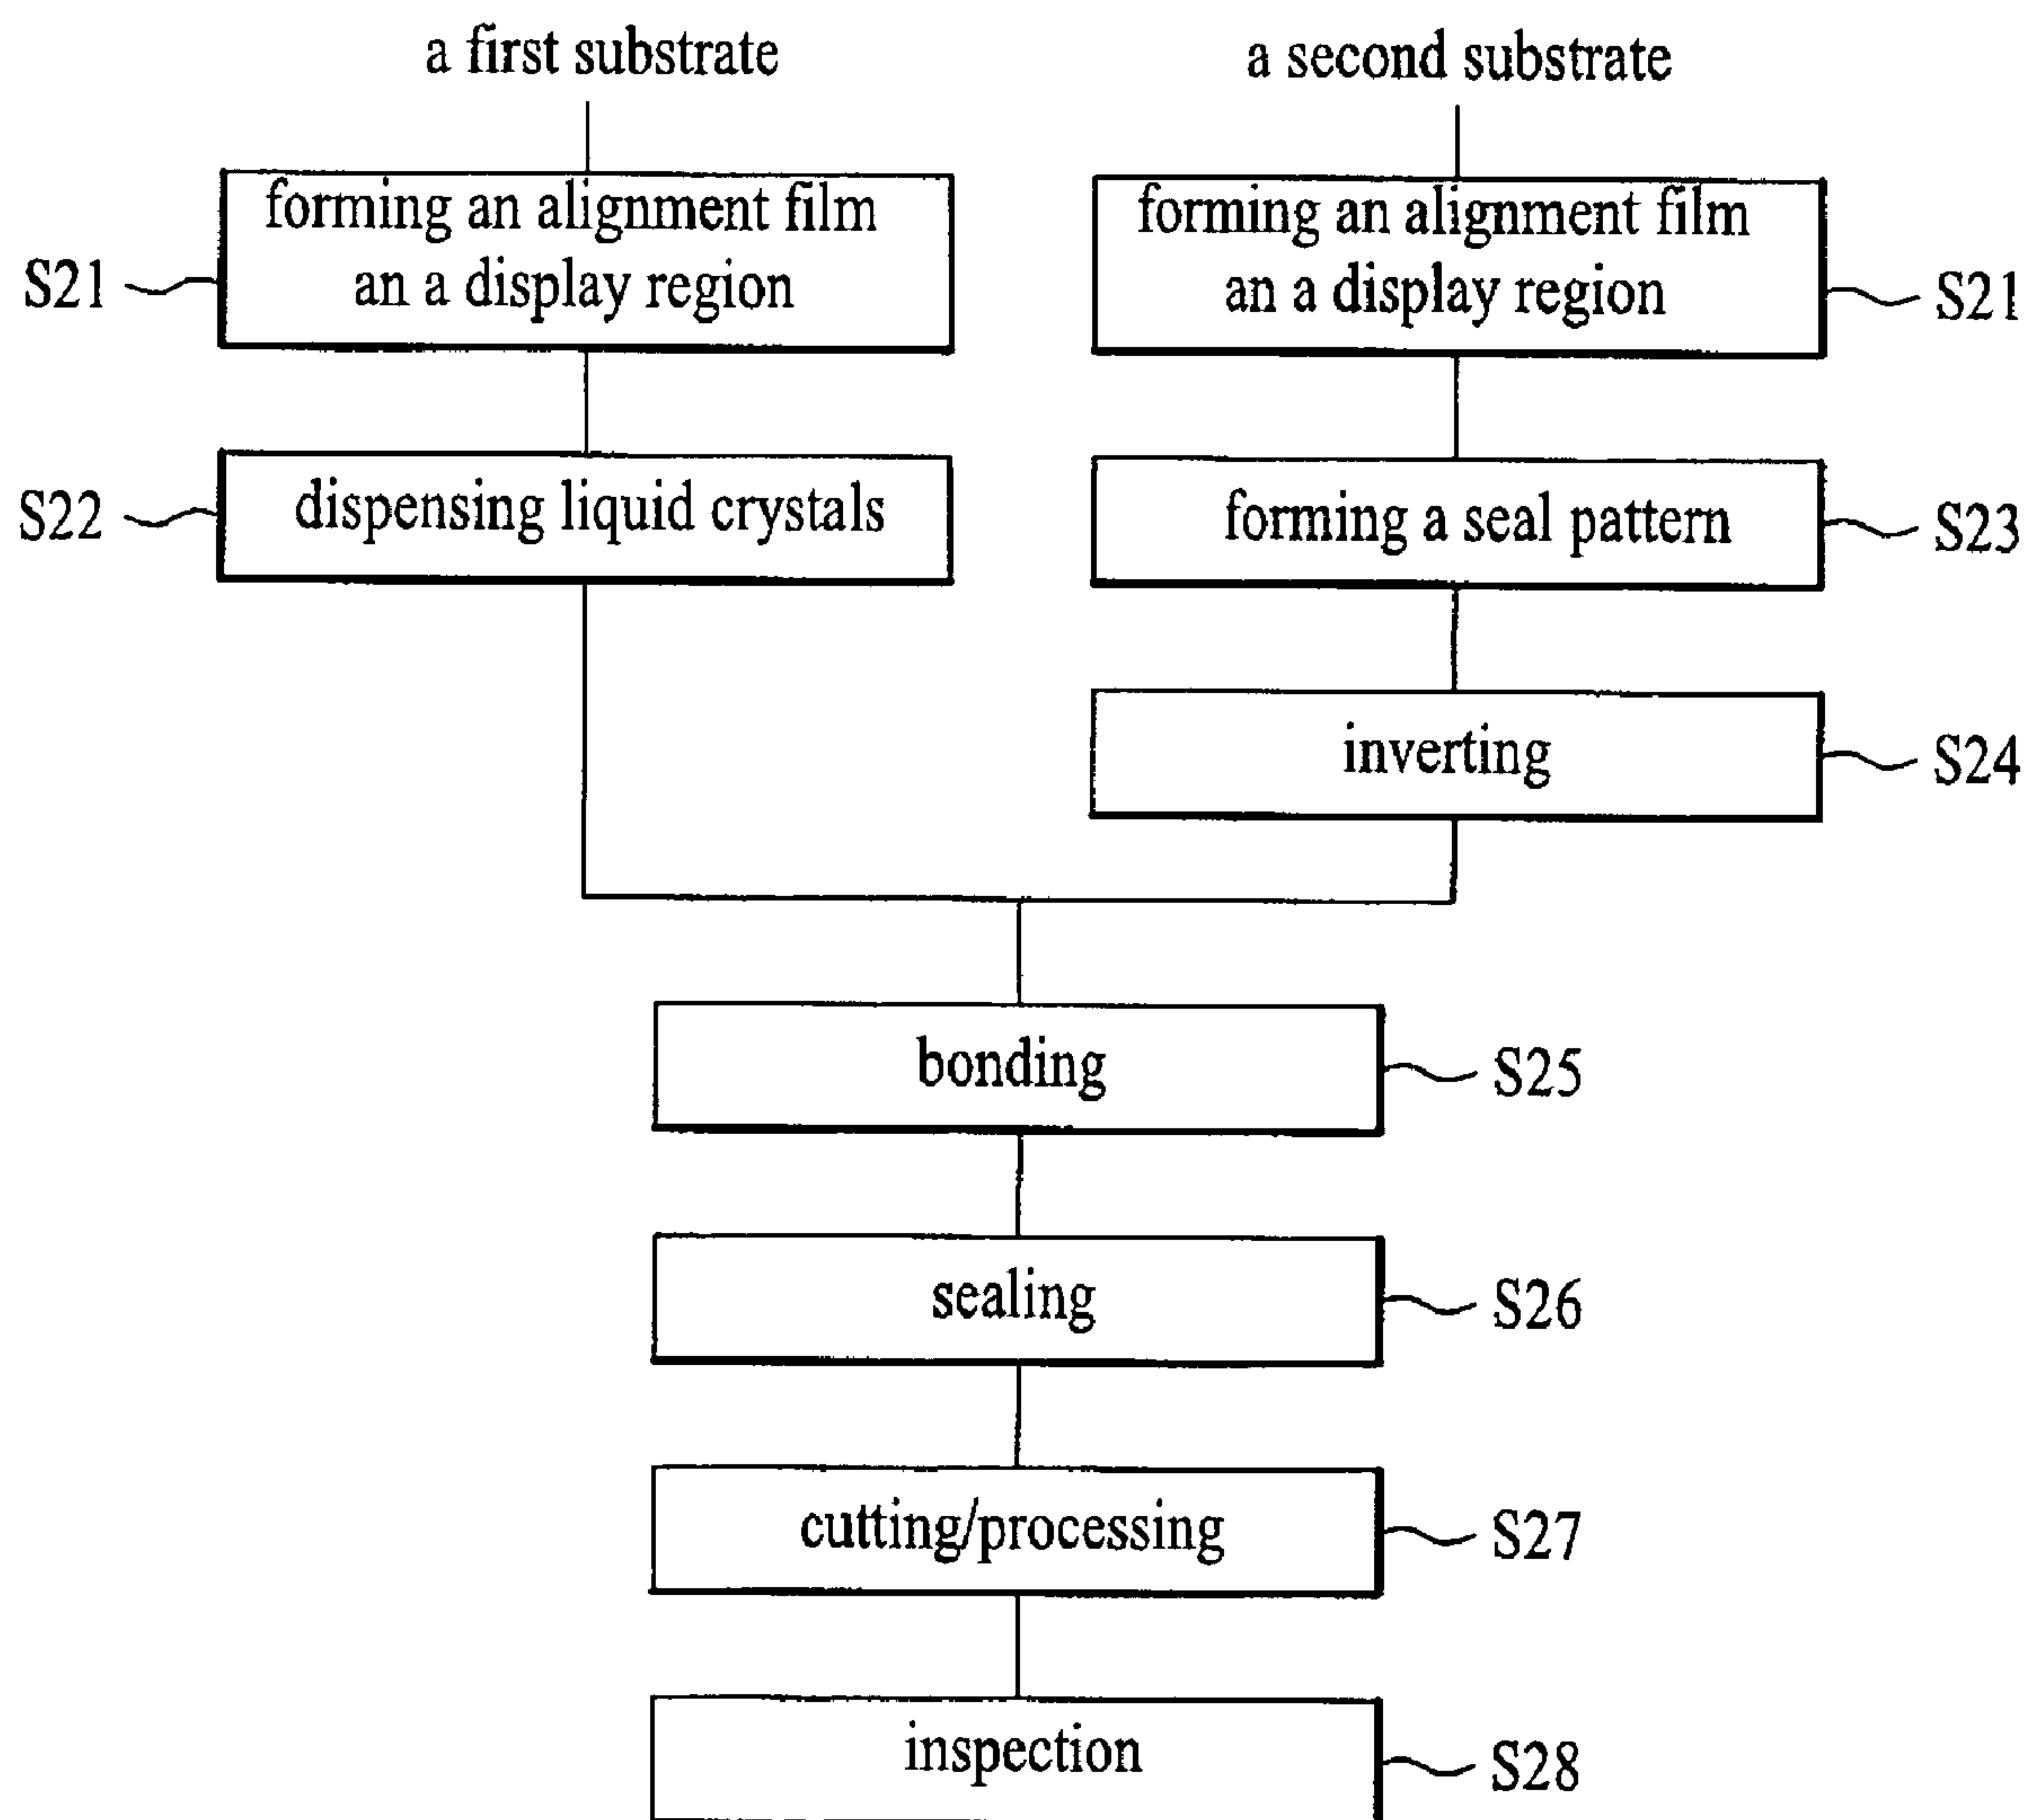 a first substrate
a second substrate
forming an alignment film
an a display region
S21
forming an alignment film
an a display region
S21
S22
dispensing liquid crystals
forming a seal pattern
S23
inverting
S24
bonding
S25
sealing
S26
cutting/processing
S27
inspection
S28